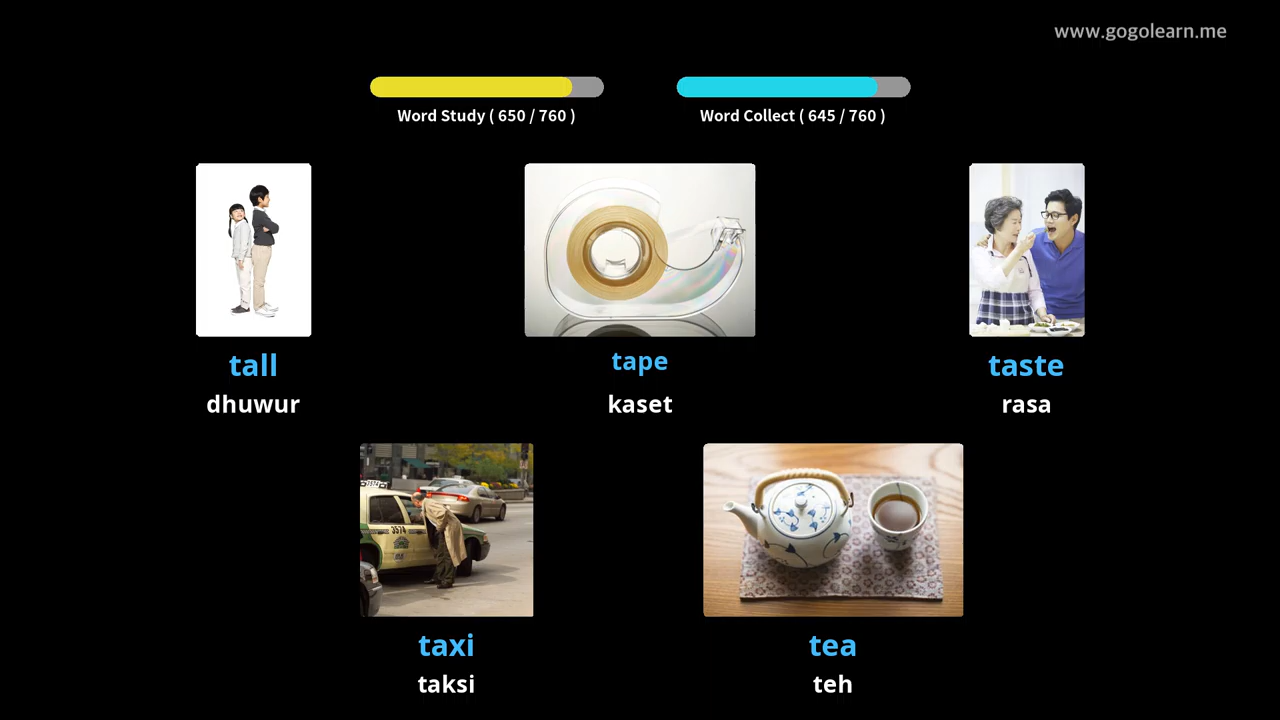 www.gogolearn.me
Word Study ( 650 / 760 )
Word Collect ( 645 / 760 )
tall
dhuwur
tape
kaset
taste
rasa
3574
taxi
taksi
tea
teh